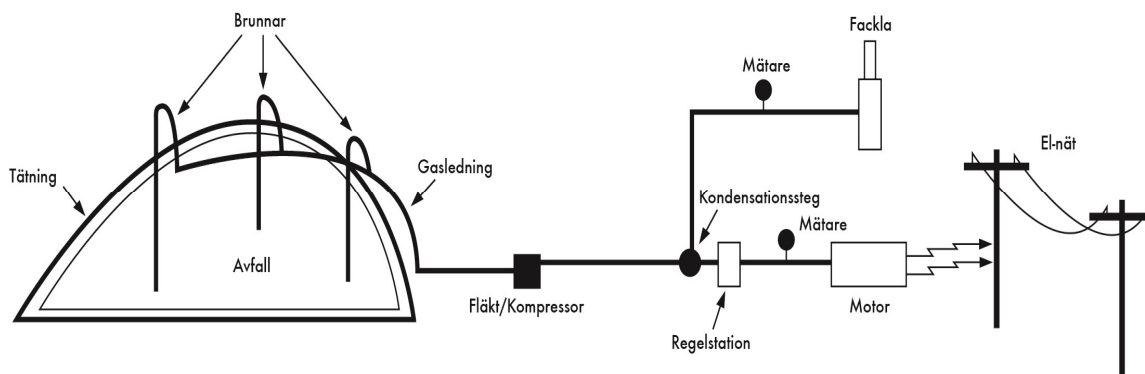 Brunnar
Fackla
Mätare
Tätning
Gasledning
El-nät
Kondensationssteg
Mätare
Avfall
Fläkt/Kompressor
Motor
Regelstation